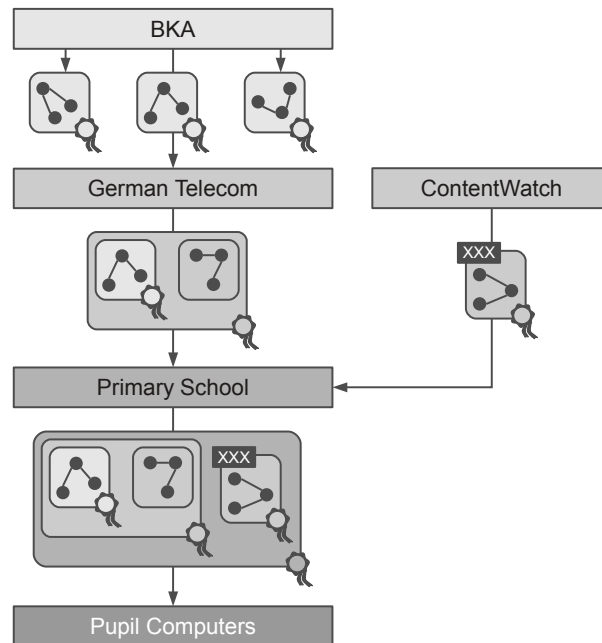 BKA
German Telecom
ContentWatch
XXX
Primary School
XXX
Pupil Computers